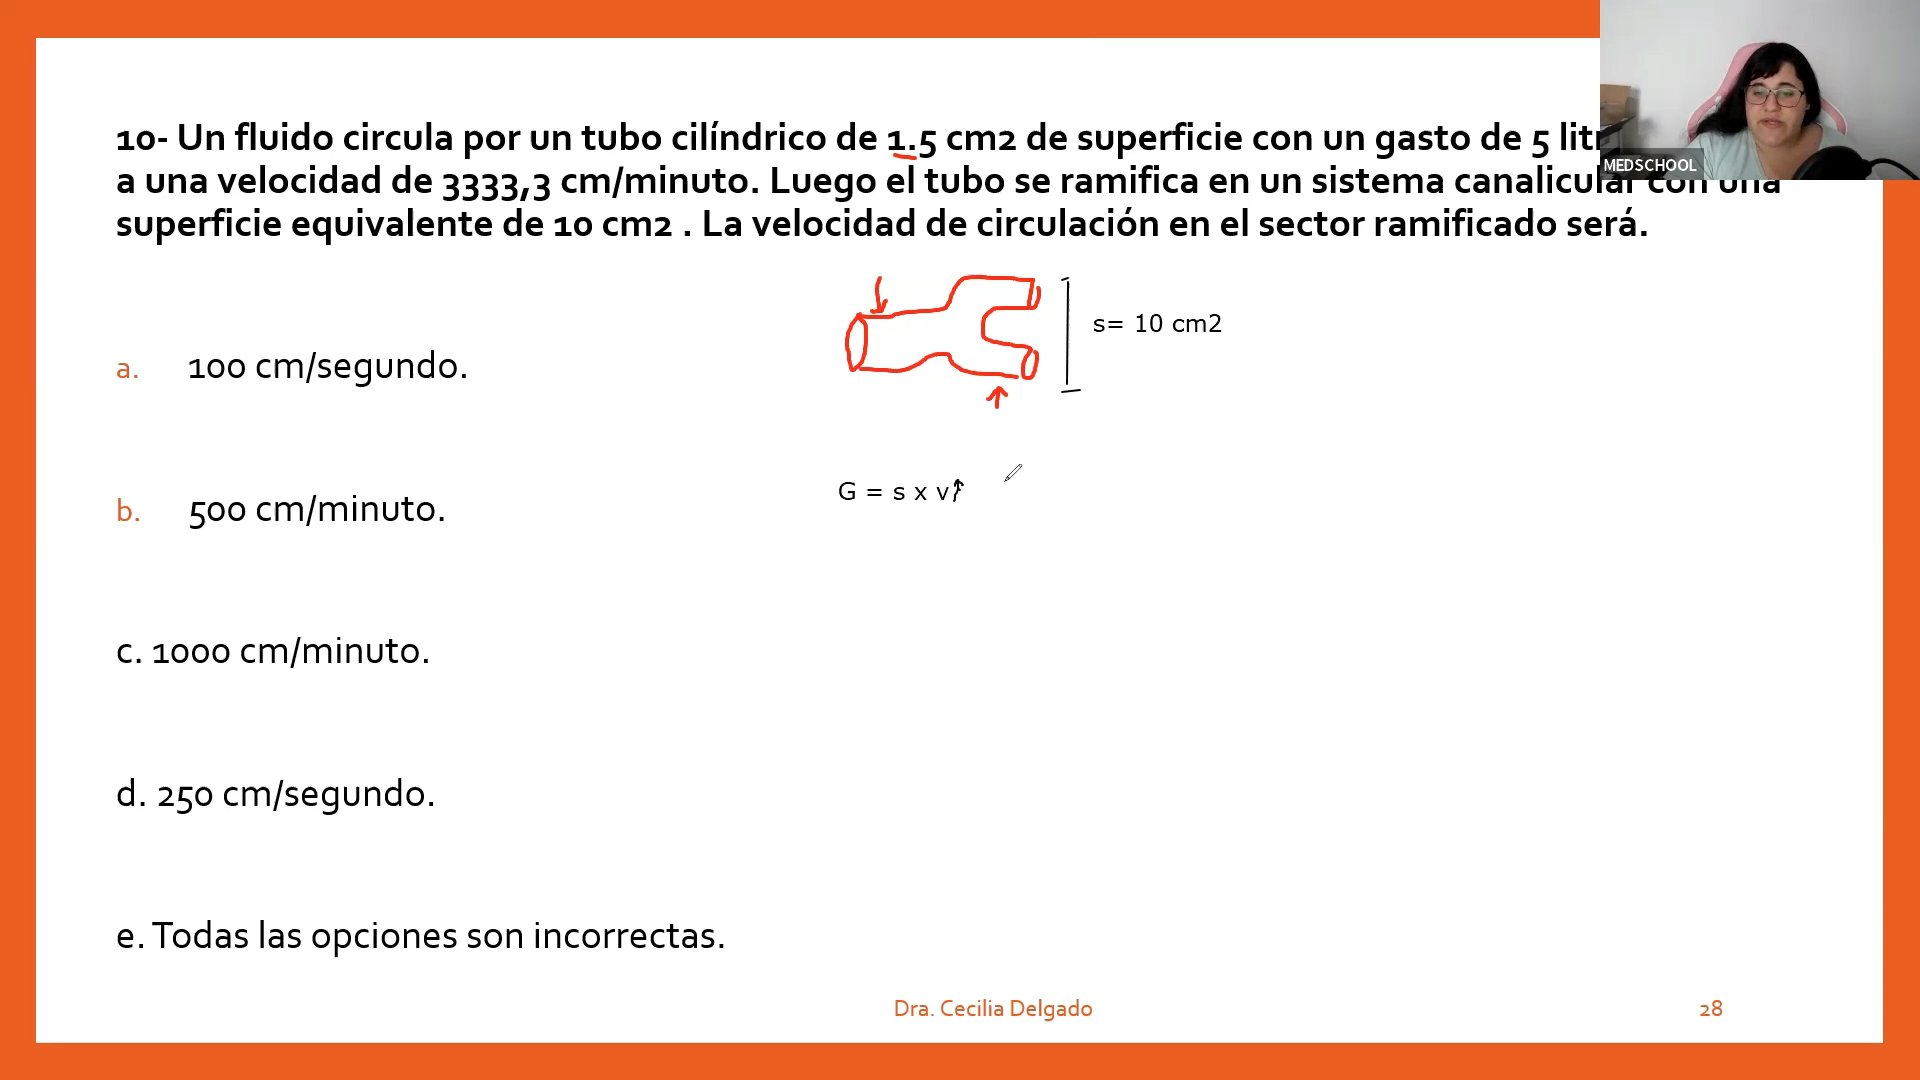 10- Un fluido circula por un tubo cilíndrico de 1.5 cm2 de superficie con un gasto de 5
a una velocidad de 3333,3 cm/minuto. Luego el tubo se ramifica en un sistema canalicular con una
superficie equivalente de 10 cm2 . La velocidad de circulación en el sector ramificado será.
MEDSCHOOL
s= 10 cm2
a. 100 cm/segundo.
G = s x v
b. 500 cm/minuto.
c. 1000 cm/minuto.
d. 250 cm/segundo.
e. Todas las opciones son incorrectas.
Dra. Cecilia Delgado
28